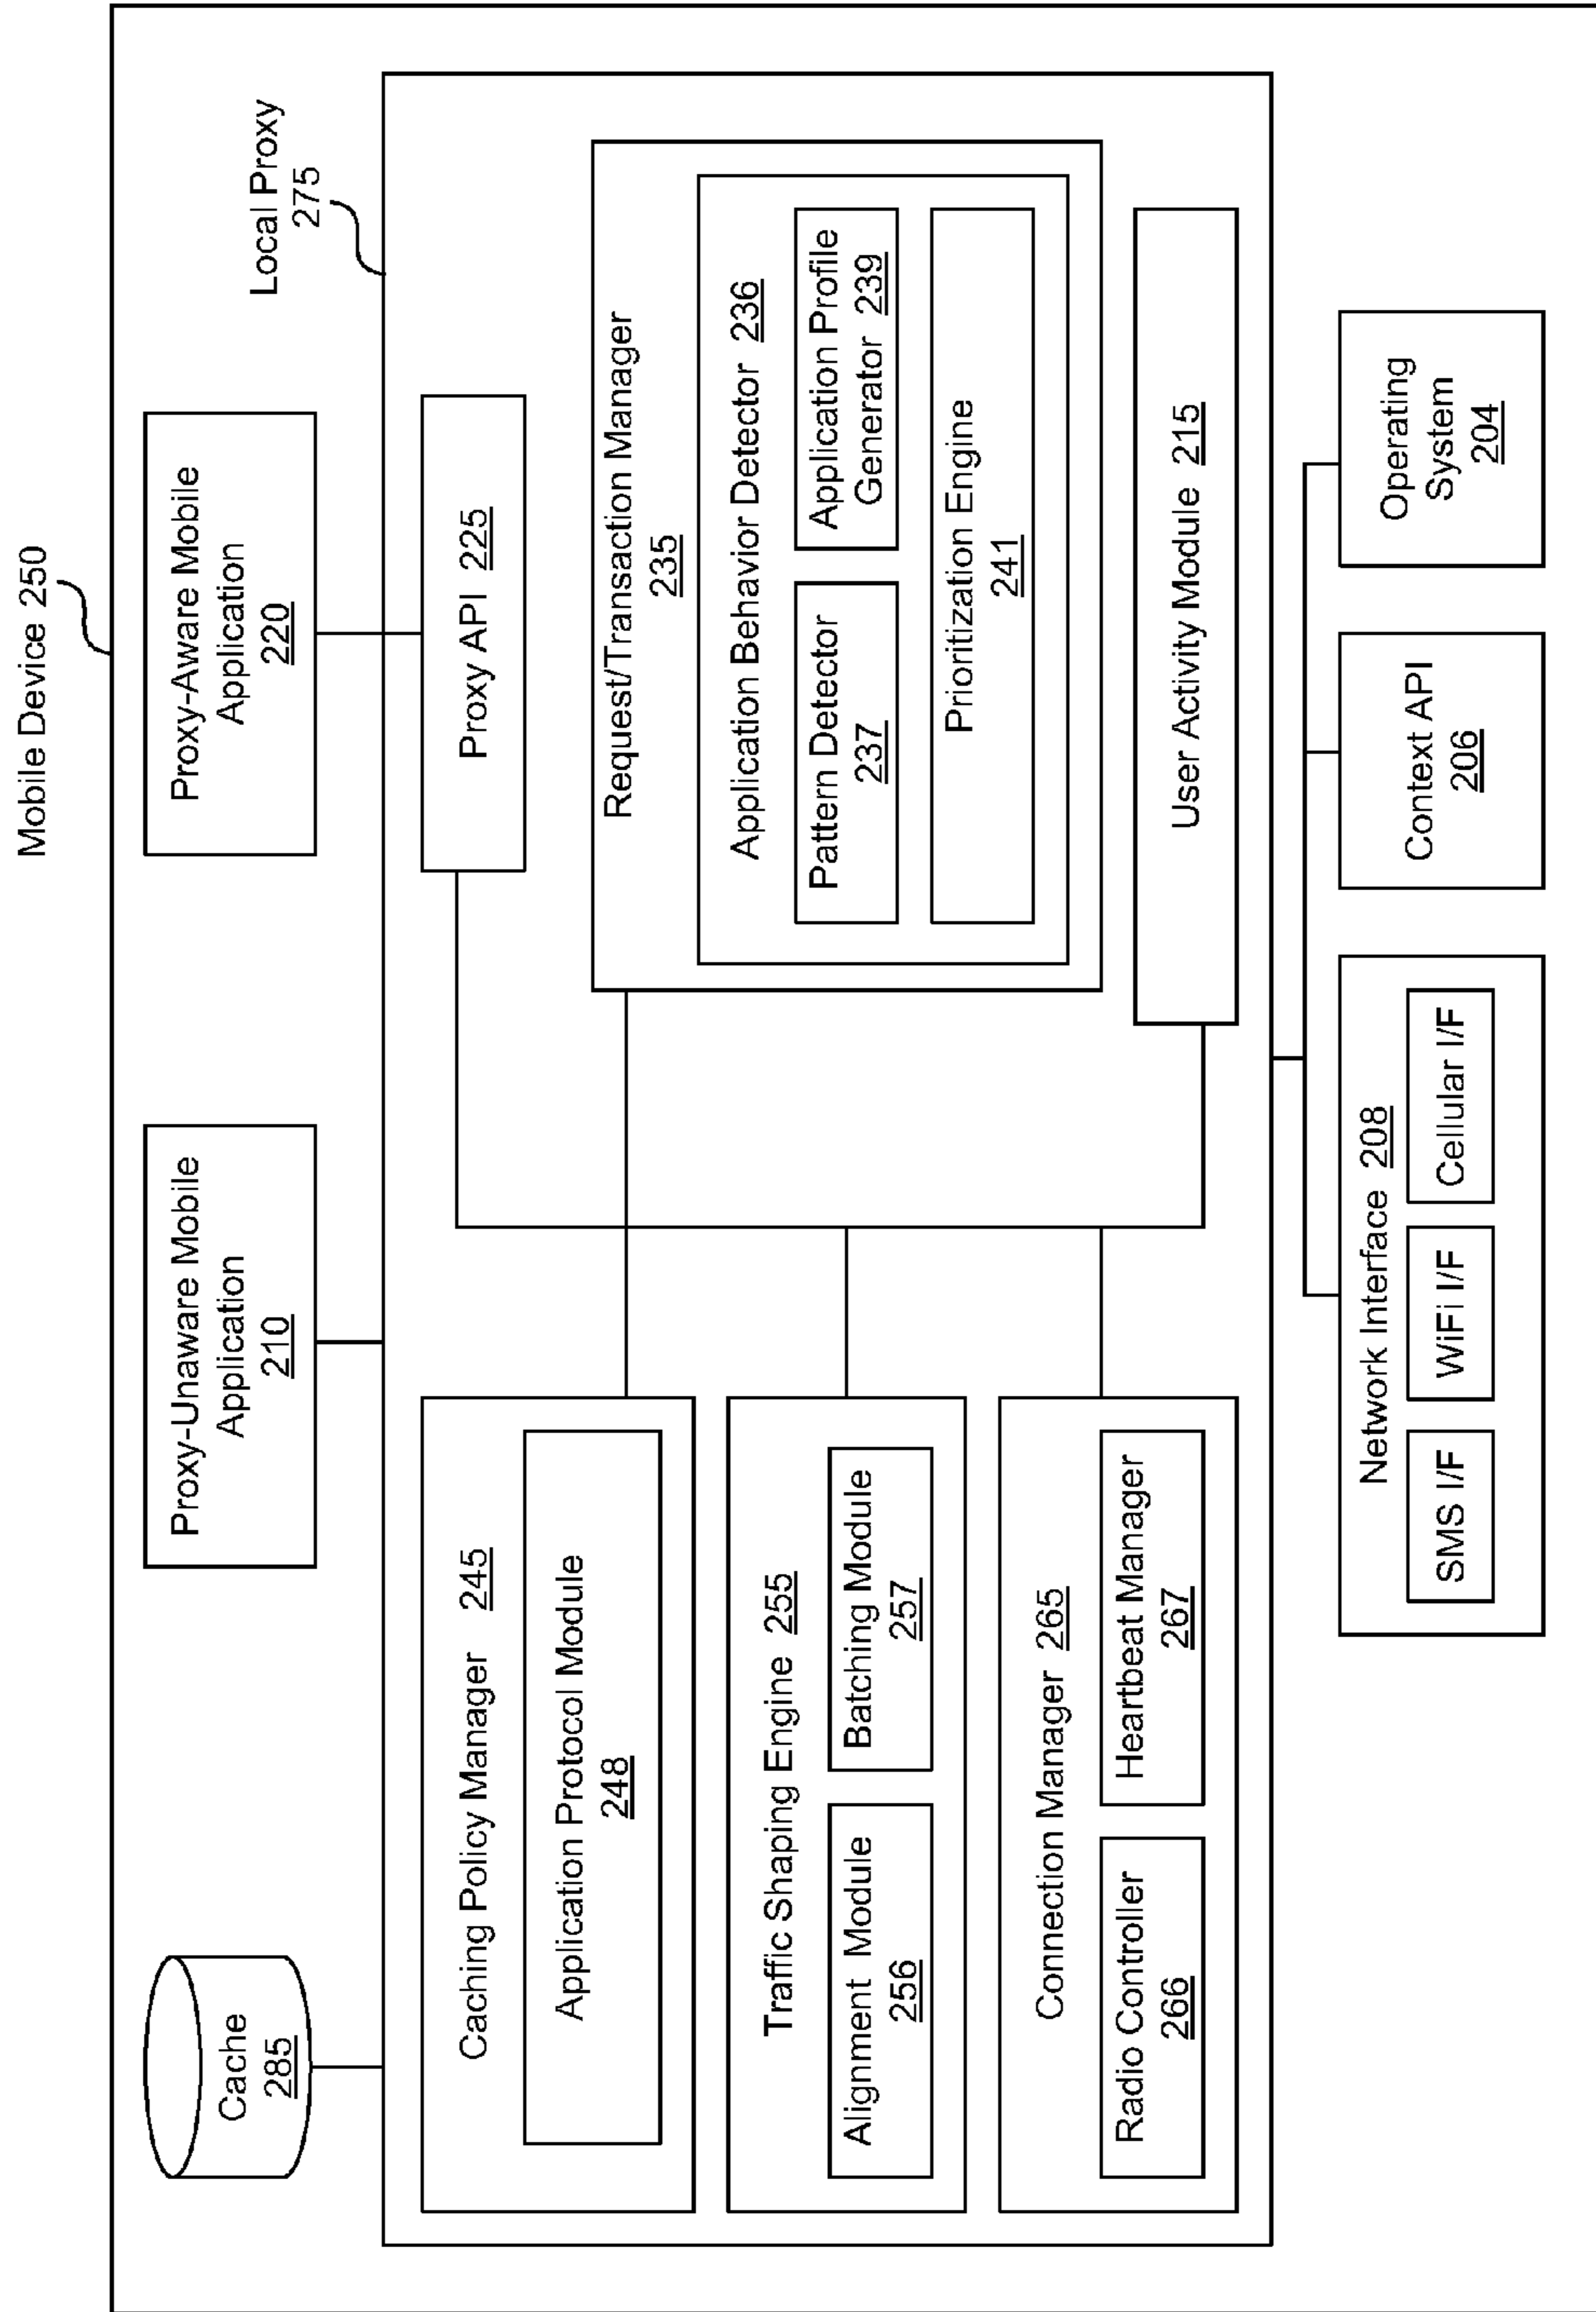 Mobile Device 250
Cache
285
Proxy-Unaware Mobile
Application
210
Proxy-Aware Mobile
Application
220
Local Proxy
275
Caching Policy Manager 245
Application Protocol Module
248
Traffic Shaping Engine 255
Alignment Module
256
Batching Module
257
Connection Manager 265
Radio Controller
266
Heartbeat Manager
267
Proxy API 225
Request/Transaction Manager
235
Application Behavior Detector 236
Pattern Detector
237
Application Profile
Generator 239
Prioritization Engine
241
User Activity Module 215
Network Interface 208
SMS I/F
WiFi I/F
Cellular I/F
Context API
206
Operating
System
204